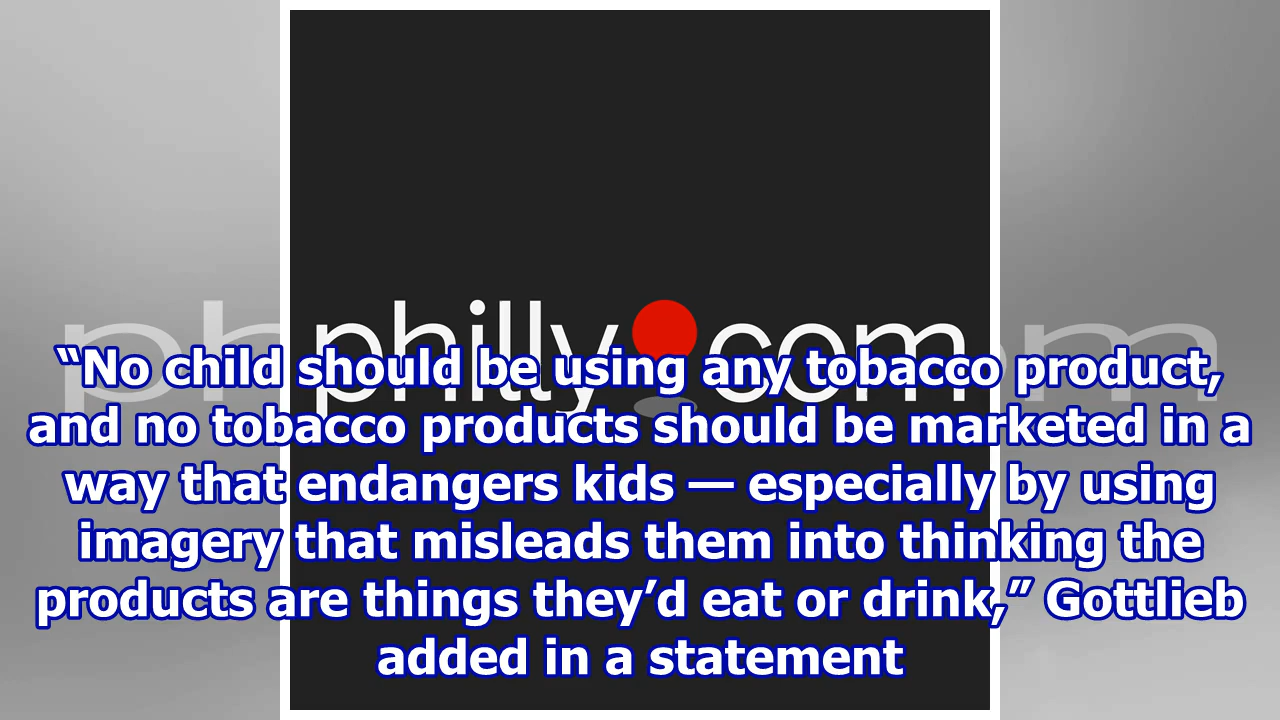 philly.com
“No child should be using any tobacco product,
and no tobacco products should be marketed in a
way that endangers kids — especially by using
imagery that misleads them into thinking the
products are things they’d eat or drink,” Gottlieb
added in a statement